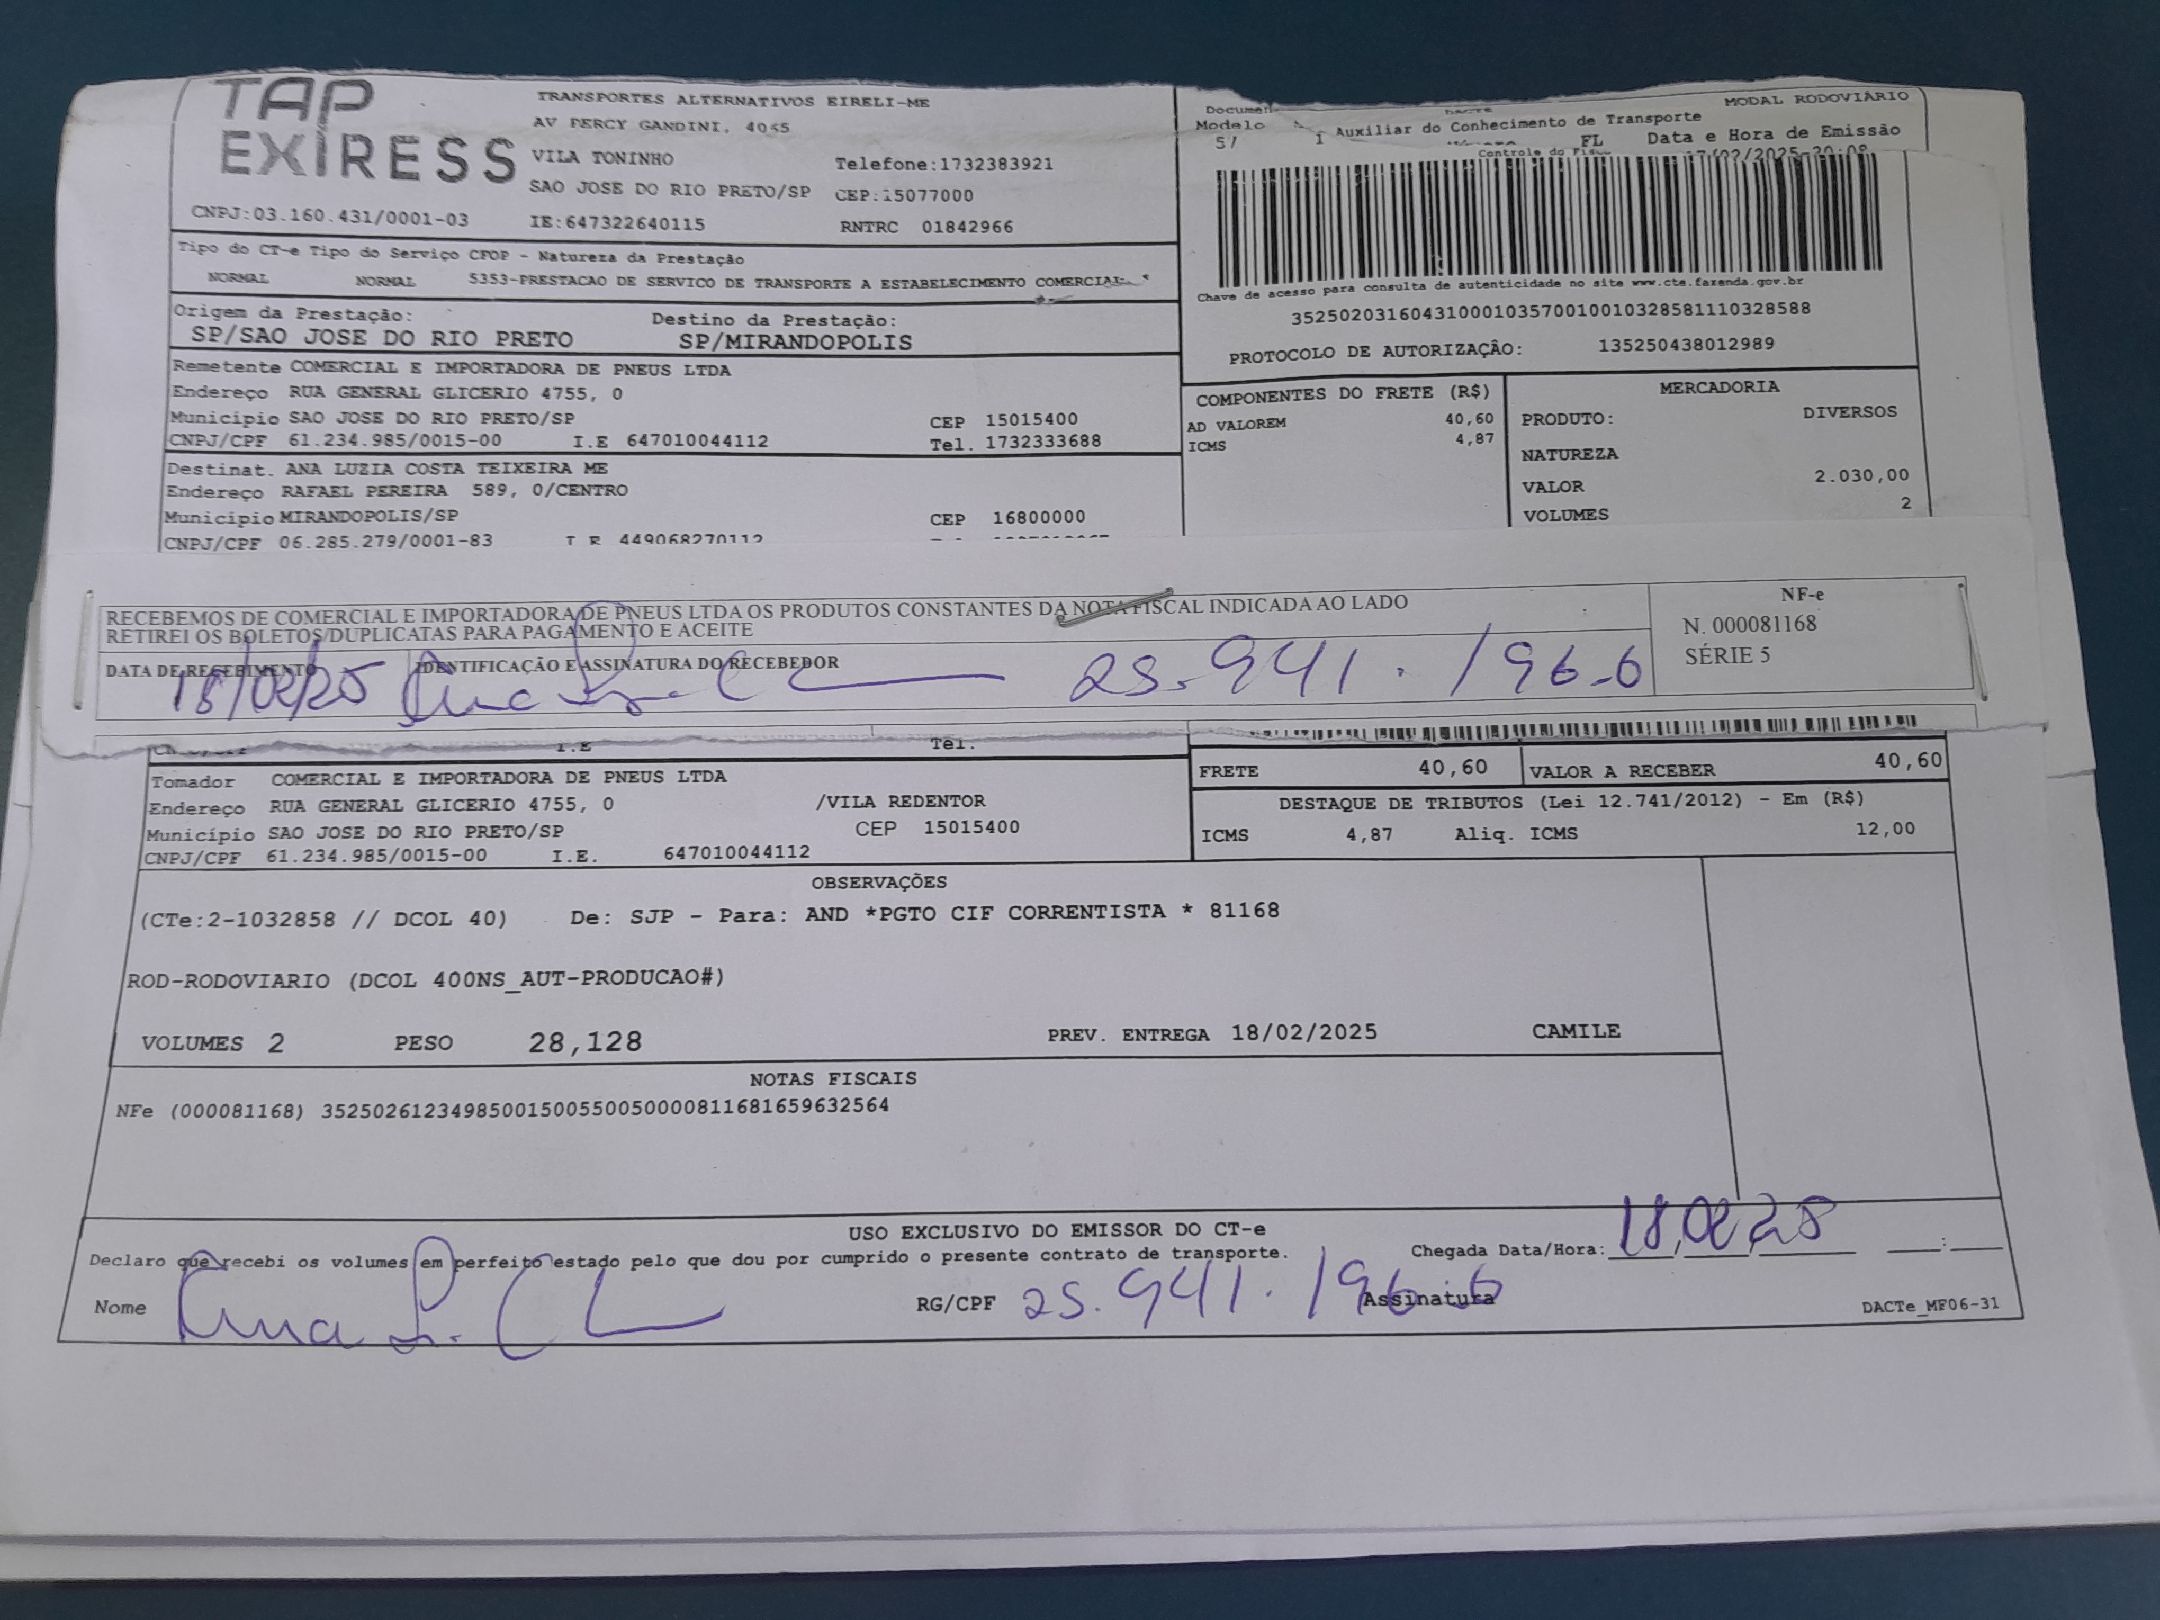 TAP
EXIRESS
TRANSPORTES ALTERNATIVOS EIRELI-ME
AV PERCY GANDINI, 4055
VILA TONINHO
Telefone:1732383921
SAO JOSE DO RIO PRETO/SP CEP:15077000
CNPJ:03.160.431/0001-03 IE:647322640115 RNTRC 01842966
Tipo do CT-e Tipo do Serviço CFOP - Natureza da Prestação
NORMAL NORMAL 5353-PRESTACAO DE SERVICO DE TRANSPORTE A ESTABELECIMENTO COMERCIAL
Origem da Prestação: Destino da Prestação:
SP/SAO JOSE DO RIO PRETO SP/MIRANDOPOLIS
Remetente COMERCIAL E IMPORTADORA DE PNEUS LTDA
Endereço RUA GENERAL GLICERIO 4755, 0
Municipio SAO JOSE DO RIO PRETO/SP CEP 15015400
CNPJ/CPF 61.234.985/0015-00 I.E 647010044112 Tel. 1732333688
Destinat. ANA LUZIA COSTA TEIXEIRA ME
Endereço RAFAEL PEREIRA 589, 0/CENTRO
Municipio MIRANDOPOLIS/SP CEP 16800000
CNPJ/CPF 06.285.279/0001-83 449068270112
MODAL RODOVIARIO
Modelo Auxiliar do Conhecimento de Transporte
57 1 FL Data e Hora de Emissão
Controle do Fisco 17/02/2025-20:08
Chave de acesso para consulta de autenticidade no site www.cte.fazenda.gov.br
35250203160431000103570010010328581110328588
PROTOCOLO DE AUTORIZAÇÃO: 135250438012989
COMPONENTES DO FRETE (R$)
AD VALOREM 40,60
ICMS 4,87
MERCADORIA
PRODUTO: DIVERSOS
NATUREZA
VALOR 2.030,00
VOLUMES 2
RECEBEMOS DE COMERCIAL E IMPORTADORA DE PNEUS LTDA OS PRODUTOS CONSTANTES DA NOTA FISCAL INDICADA AO LADO
RETIREI OS BOLETOS/DUPLICATAS PARA PAGAMENTO E ACEITE
DATA DE RECEBIMENTO IDENTIFICAÇÃO E ASSINATURA DO RECEBEDOR
18/02/25 25.941.196-6
NF-e
N. 000081168
SÉRIE 5
I.E Tel.
Tomador COMERCIAL E IMPORTADORA DE PNEUS LTDA
Endereço RUA GENERAL GLICERIO 4755, 0 /VILA REDENTOR
Município SAO JOSE DO RIO PRETO/SP CEP 15015400
CNPJ/CPF 61.234.985/0015-00 I.E. 647010044112
FRETE 40,60 VALOR A RECEBER 40,60
DESTAQUE DE TRIBUTOS (Lei 12.741/2012) - Em (R$)
ICMS 4,87 Aliq. ICMS 12,00
OBSERVAÇÕES
(CTe:2-1032858 // DCOL 40) De: SJP - Para: AND *PGTO CIF CORRENTISTA * 81168
ROD-RODOVIARIO (DCOL 400NS_AUT-PRODUCAO#)
VOLUMES 2 PESO 28,128 PREV. ENTREGA 18/02/2025 CAMILE
NOTAS FISCAIS
NFe (000081168) 35250261234985001500550050000811681659632564
USO EXCLUSIVO DO EMISSOR DO CT-e
Declaro que recebi os volumes em perfeito estado pelo que dou por cumprido o presente contrato de transporte. Chegada Data/Hora: 18,02,25
Nome Ana L. RG/CPF 25.941.196-6 Assinatura
DACTe_MF06-31